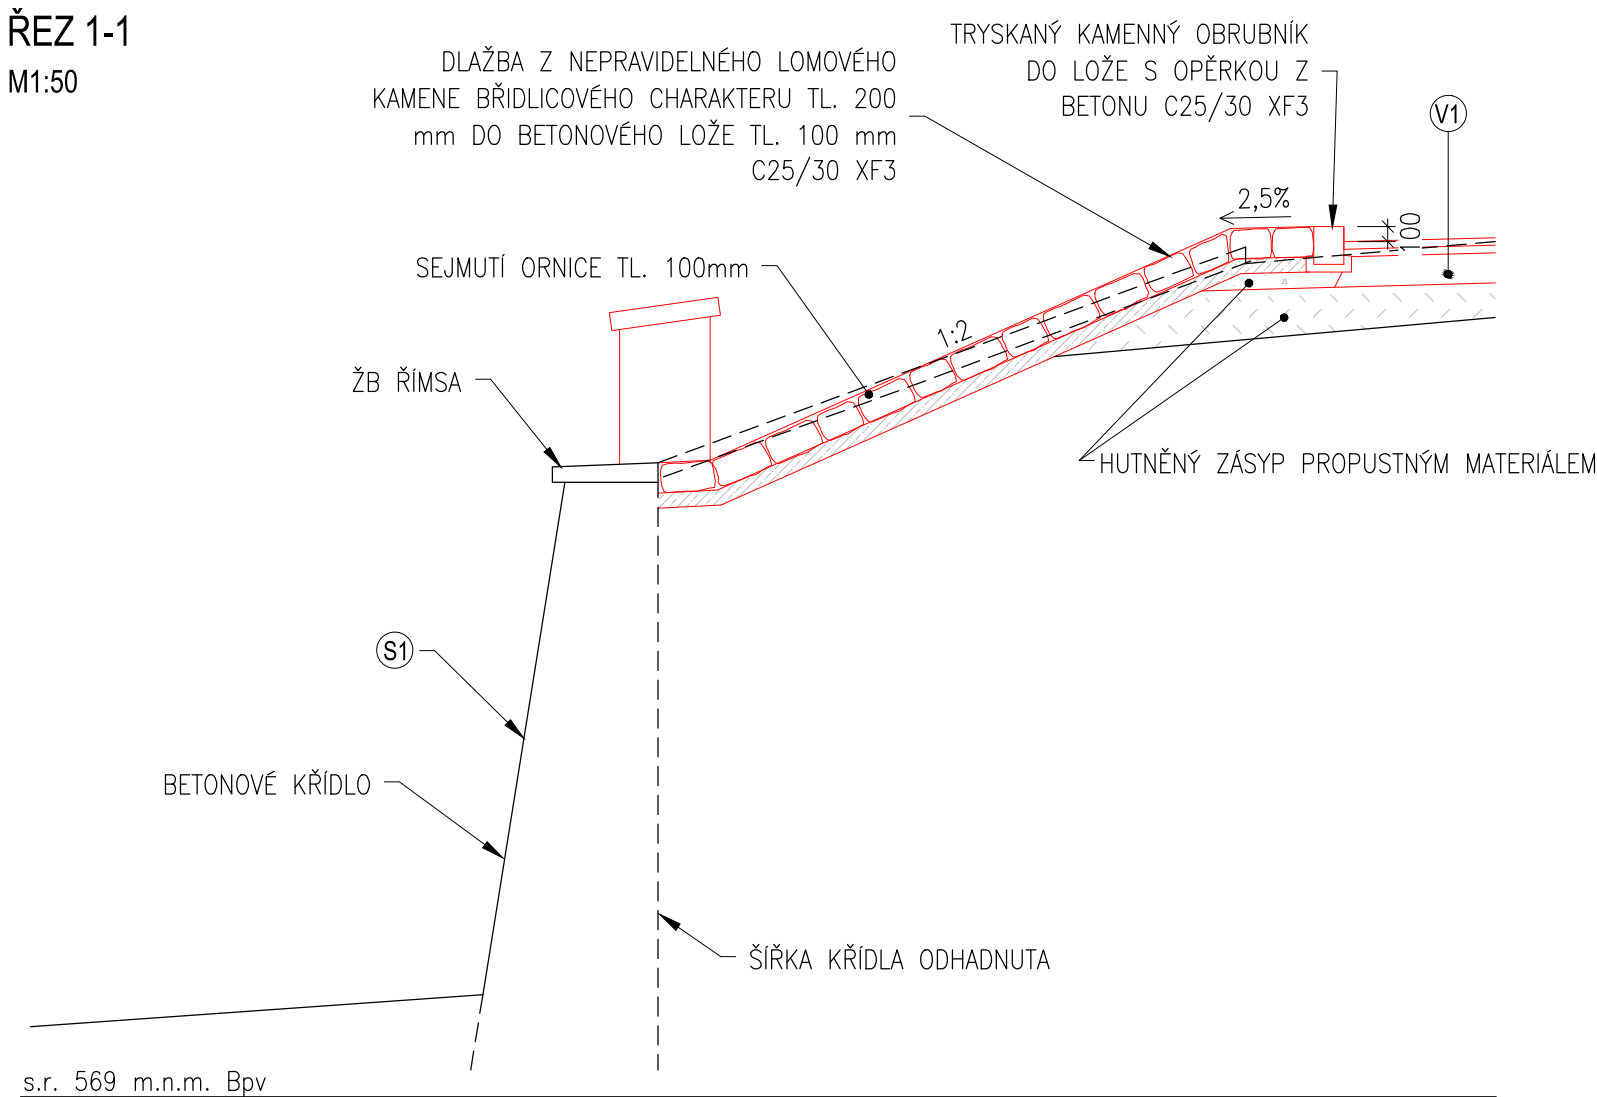 ŘEZ 1-1
M1:50
DLAŽBA Z NEPRAVIDELNÉHO LOMOVÉHO
KAMENE BŘIDLICOVÉHO CHARAKTERU TL. 200
mm DO BETONOVÉHO LOŽE TL. 100 mm
C25/30 XF3
TRYSKANÝ KAMENNÝ OBRUBNÍK
DO LOŽE S OPĚRKOU Z
BETONU C25/30 XF3
V1
2,5%
100
SEJMUTÍ ORNICE TL. 100mm
1:2
ŽB ŘÍMSA
HUTNĚNÝ ZÁSYP PROPUSTNÝM MATERIÁLEM
S1
BETONOVÉ KŘÍDLO
ŠÍŘKA KŘÍDLA ODHADNUTA
s.r. 569 m.n.m. Bpv